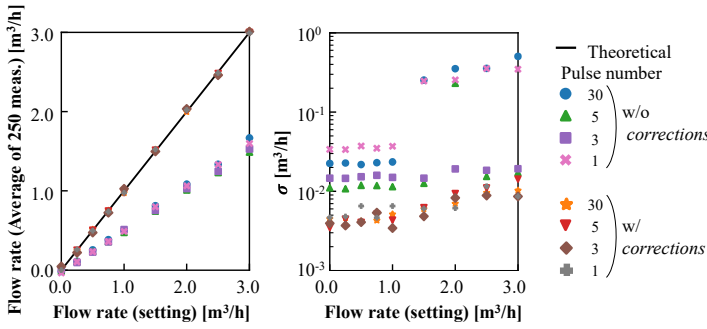 Flow rate (Average of 250 meas.) [m³/h]
3.0
2.0
1.0
0.0
0.0 1.0 2.0 3.0
Flow rate (setting) [m³/h]
σ [m³/h]
10⁰
10⁻¹
10⁻²
10⁻³
0.0 1.0 2.0 3.0
Flow rate (setting) [m³/h]
Theoretical
Pulse number
30
5
3
1
w/o
corrections
30
5
3
1
w/
corrections